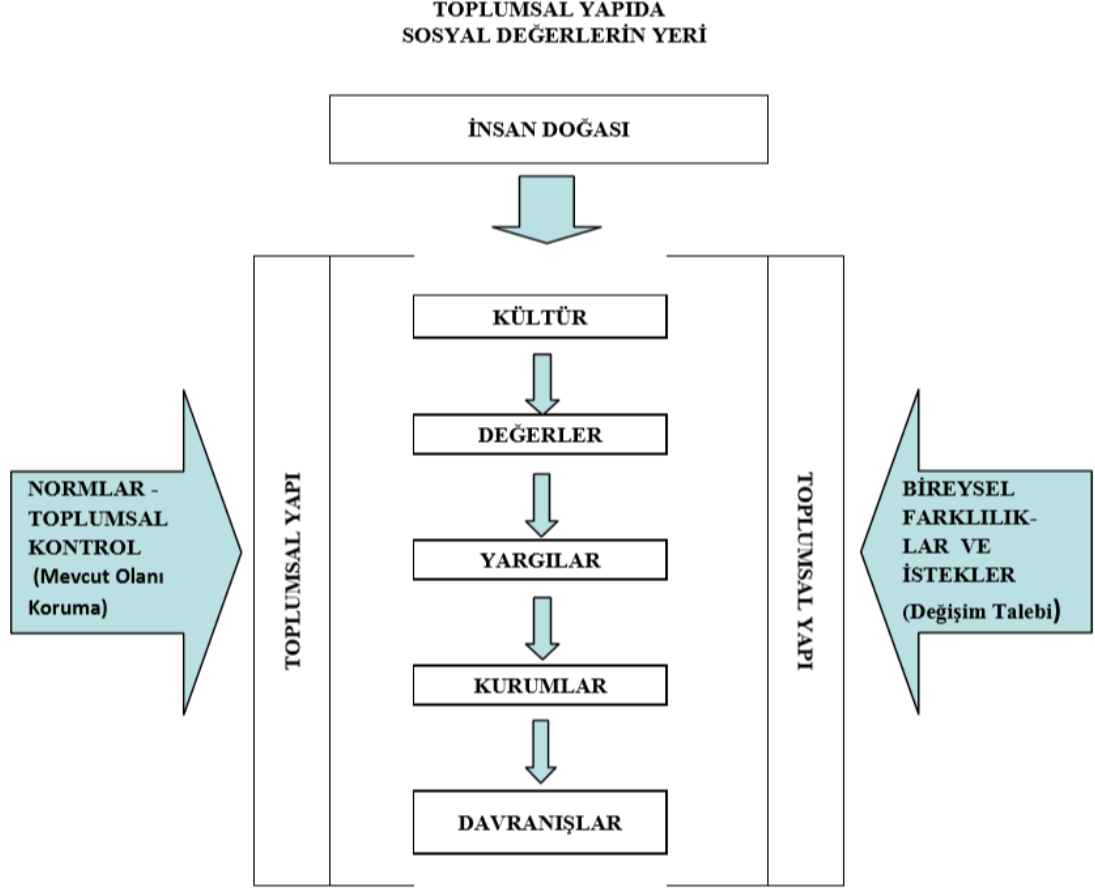 TOPLUMSAL YAPIDA
SOSYAL DEĞERLERİN YERİ
İNSAN DOĞASI
KÜLTÜR
DEĞERLER
YARGILAR
KURUMLAR
DAVRANIŞLAR
TOPLUMSAL YAPI
TOPLUMSAL YAPI
NORMLAR -
TOPLUMSAL
KONTROL
(Mevcut Olanı
Koruma)
BİREYSEL
FARKLILIK-
LAR VE
İSTEKLER
(Değişim Talebi)